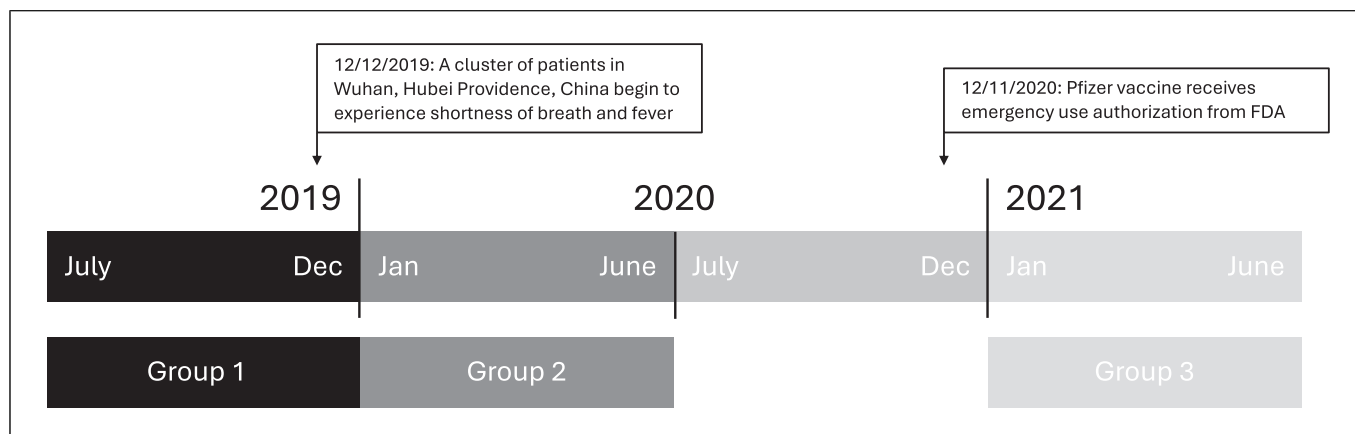 12/12/2019: A cluster of patients in
Wuhan, Hubei Providence, China begin to
experience shortness of breath and fever
12/11/2020: Pfizer vaccine receives
emergency use authorization from FDA
2019 2020 2021
July Dec Jan June July Dec Jan June
Group 1 Group 2 Group 3